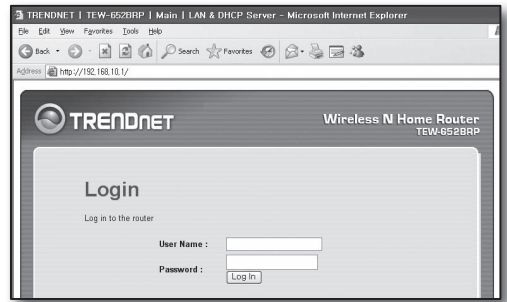 TRENDNET | TEW-652BRP | Main | LAN & DHCP Server - Microsoft Internet Explorer
File Edit View Favorites Tools Help
Back Search Favorites
Address http://192.168.10.1/
TRENDNET
Wireless N Home Router
TEW-652BRP
Login
Log in to the router
User Name :
Password :
Log In